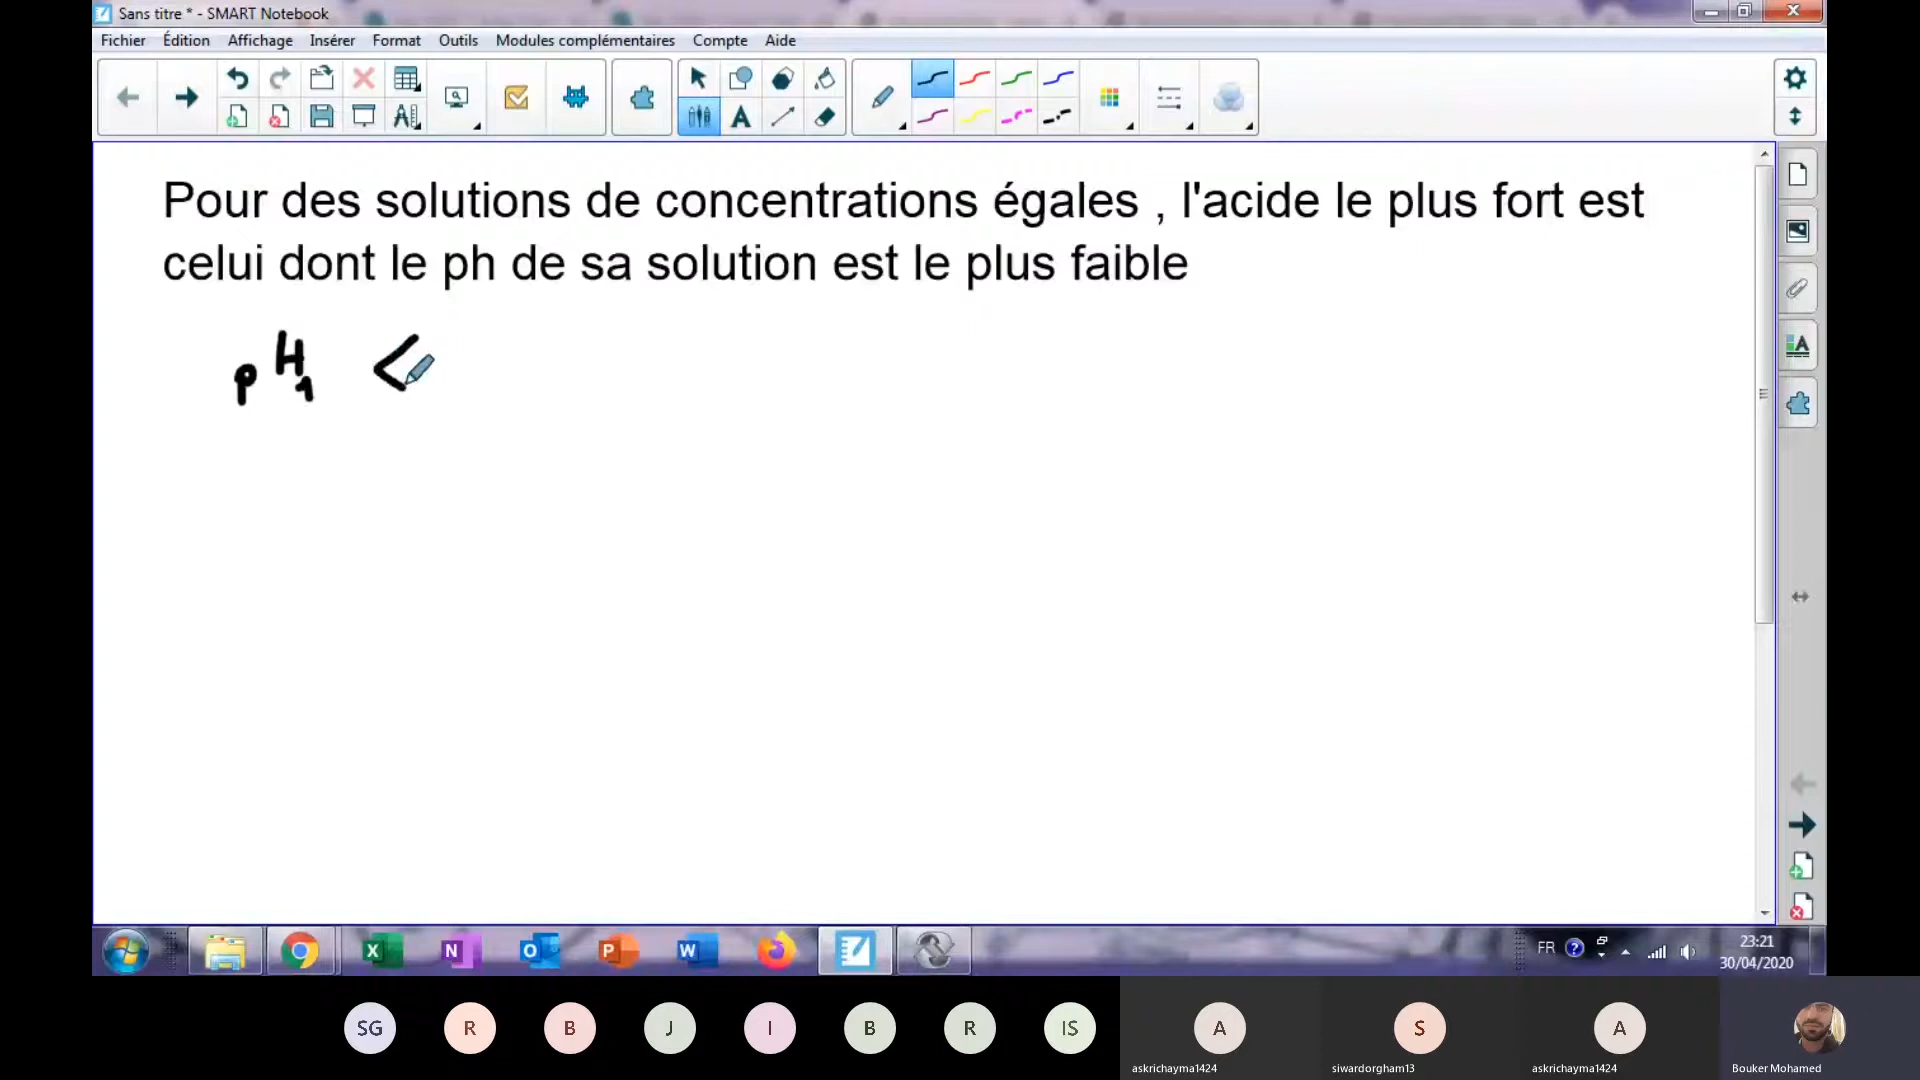 Sans titre * - SMART Notebook
Fichier Édition Affichage Insérer Format Outils Modules complémentaires Compte Aide
Pour des solutions de concentrations égales , l'acide le plus fort est
celui dont le ph de sa solution est le plus faible
pH1 <
FR
23:21
30/04/2020
SG R B J I B R IS A S A
askrichayma1424 siwardorgham13 askrichayma1424 Bouker Mohamed